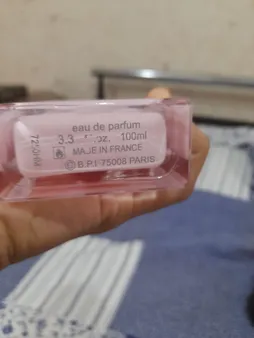 eau de parfum
3.3 oz. 100ml
MADE IN FRANCE
© B.P.I 75008 PARIS